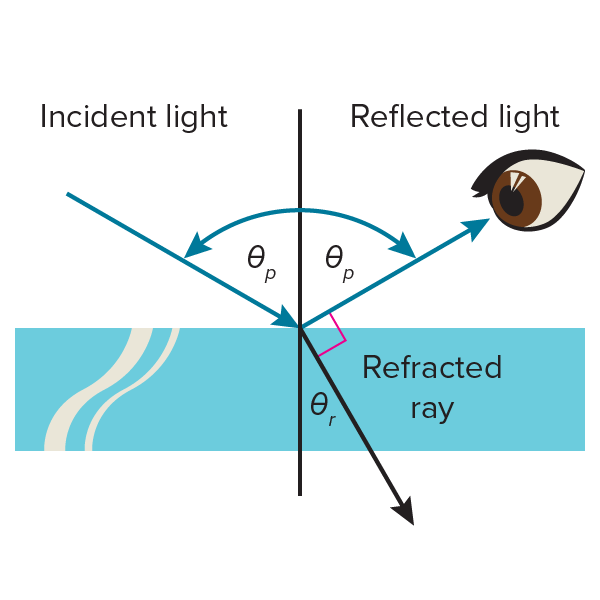 Incident light
Reflected light
θp
θp
Refracted
ray
θr